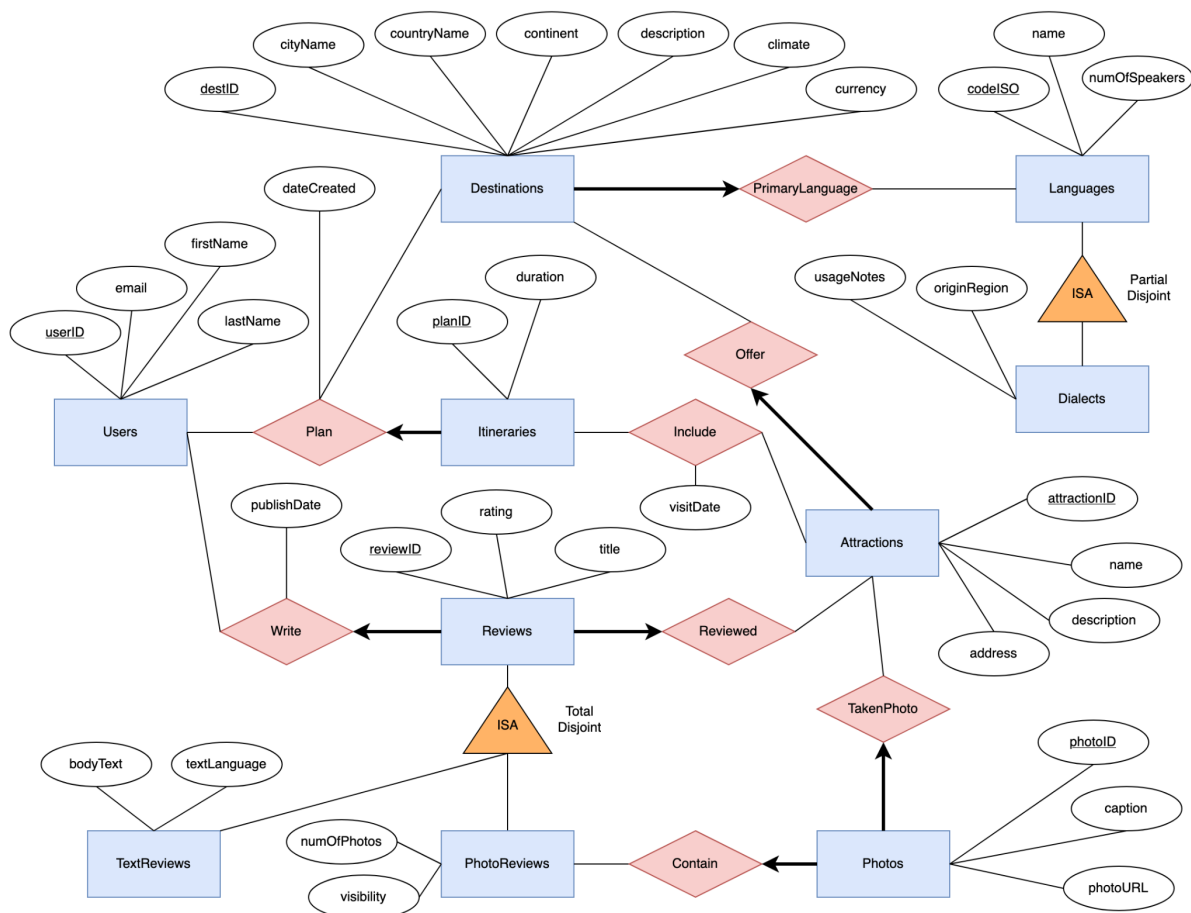 countryName
continent
description
cityName
climate
name
destID
currency
codeISO
numOfSpeakers
Destinations
PrimaryLanguage
Languages
dateCreated
firstName
duration
usageNotes
originRegion
ISA
Partial
Disjoint
email
userID
lastName
planID
Offer
Dialects
Users
Plan
Itineraries
Include
publishDate
rating
visitDate
attractionID
reviewID
title
Attractions
name
Write
Reviews
Reviewed
description
address
ISA
Total
Disjoint
TakenPhoto
photoID
bodyText
textLanguage
caption
numOfPhotos
TextReviews
PhotoReviews
Contain
Photos
visibility
photoURL